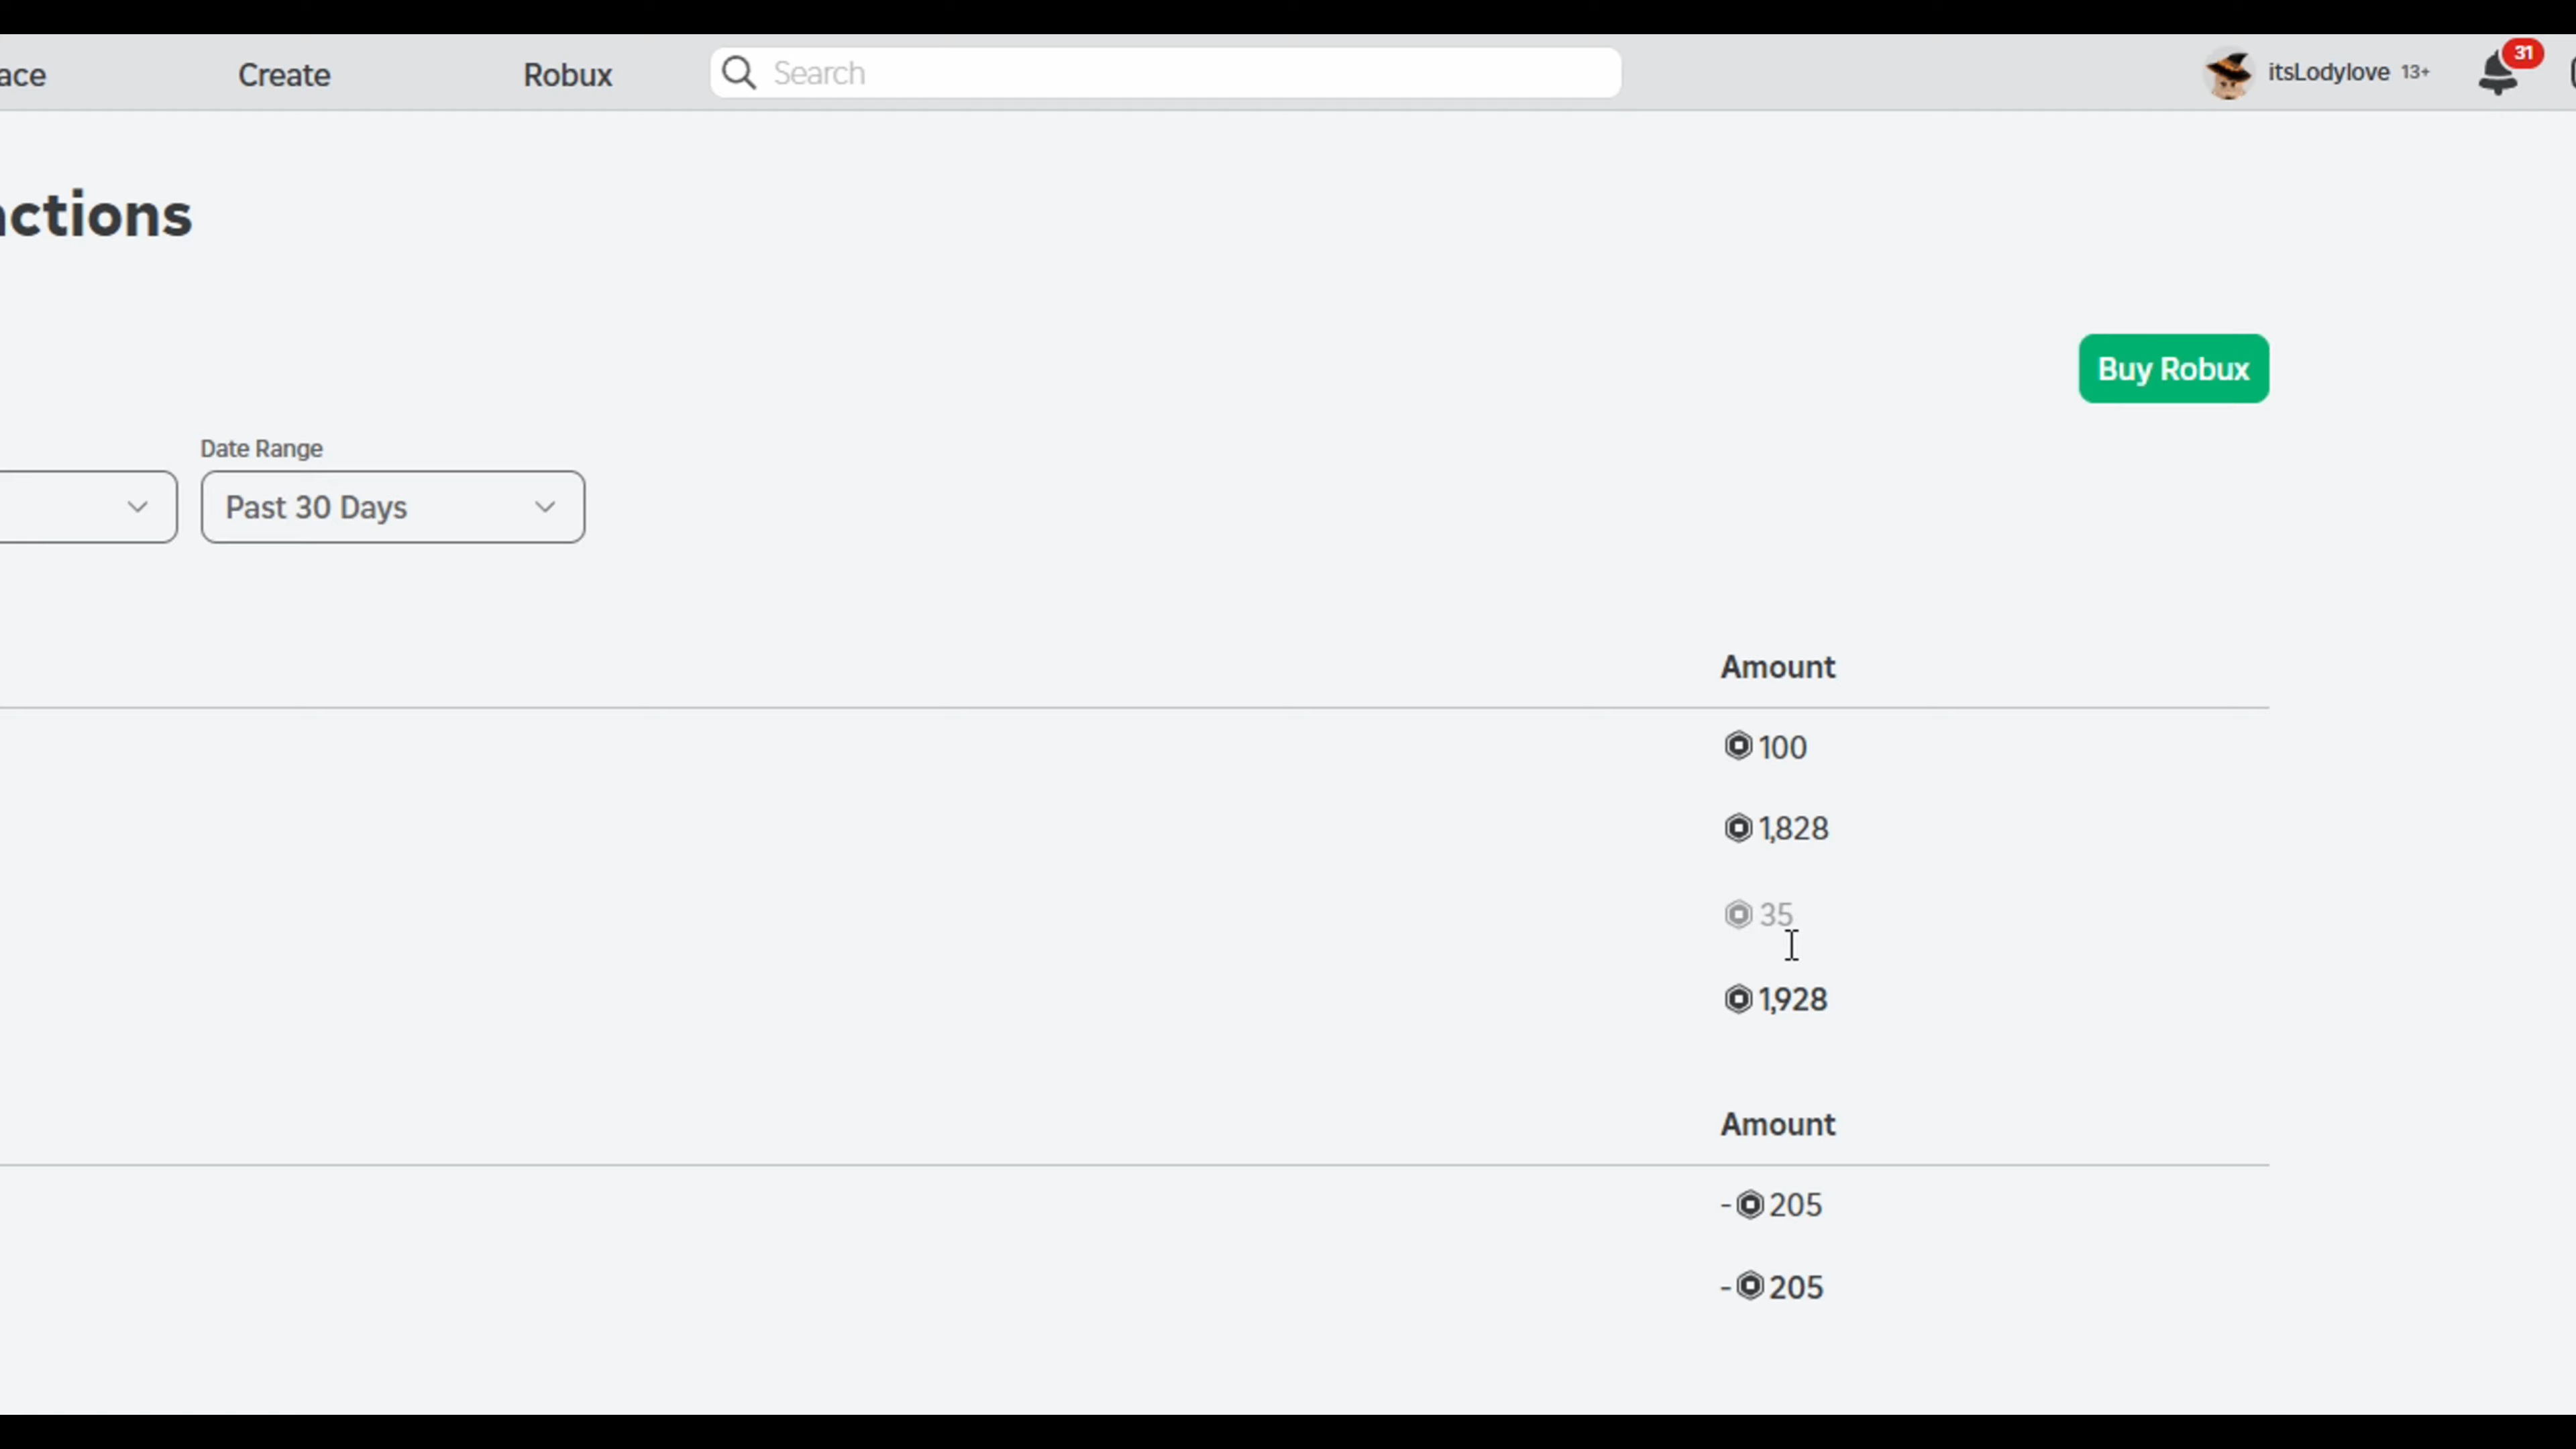 ace Create Robux Search itsLodylove 13+ 31
actions
Buy Robux
Date Range
Past 30 Days
Amount
100
1,828
35
1,928
Amount
-205
-205